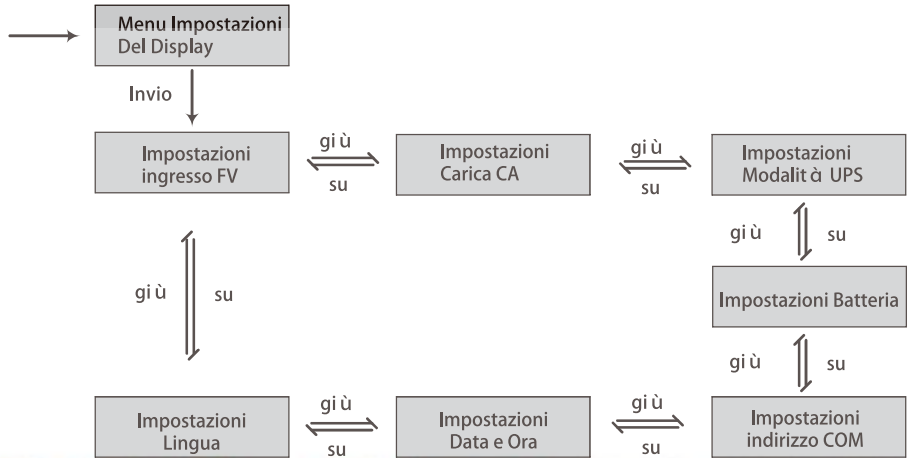 Menu Impostazioni
Del Display
Invio
Impostazioni
ingresso FV
giù
su
Impostazioni
Carica CA
giù
su
Impostazioni
Modalità UPS
giù
su
giù
su
Impostazioni Batteria
giù
su
Impostazioni
Lingua
giù
su
Impostazioni
Data e Ora
giù
su
Impostazioni
indirizzo COM